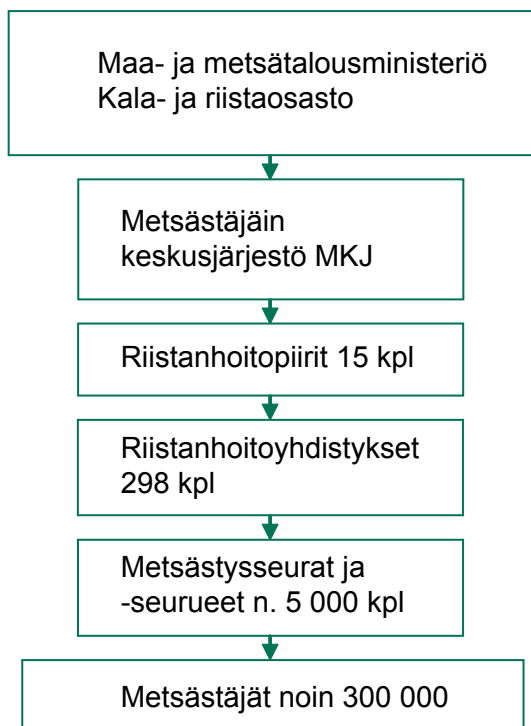 Maa- ja metsätalousministeriö
Kala- ja riistaosasto
Metsästäjäin
keskusjärjestö MKJ
Riistanhoitopiirit 15 kpl
Riistanhoitoyhdistykset
298 kpl
Metsästysseurat ja
-seurueet n. 5 000 kpl
Metsästäjät noin 300 000